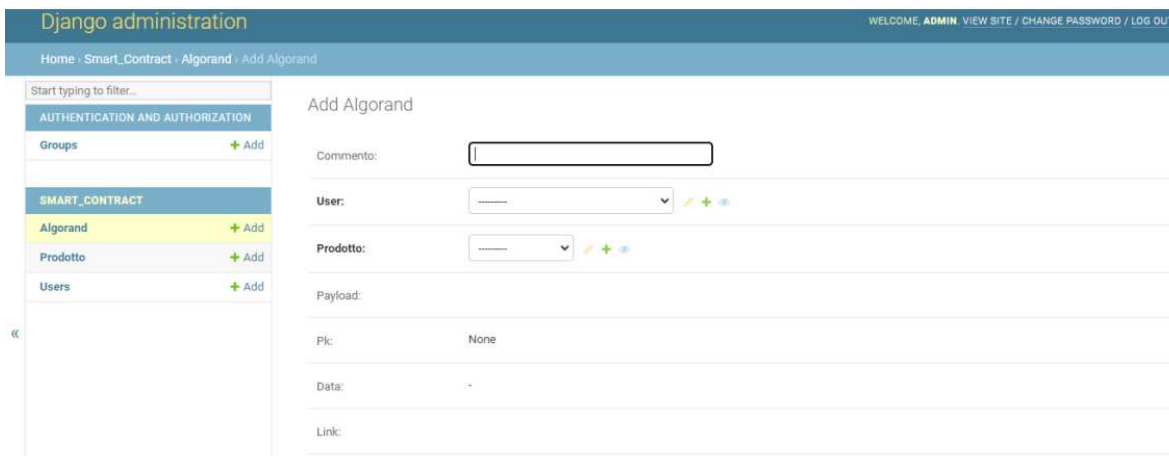 Django administration
WELCOME, ADMIN. VIEW SITE / CHANGE PASSWORD / LOG OU
Home › Smart_Contract › Algorand › Add Algorand
Start typing to filter...
AUTHENTICATION AND AUTHORIZATION
Groups + Add
SMART_CONTRACT
Algorand + Add
Prodotto + Add
Users + Add
«
Add Algorand
Commento:
User: ---------
Prodotto: ---------
Payload:
Pk: None
Data: -
Link: